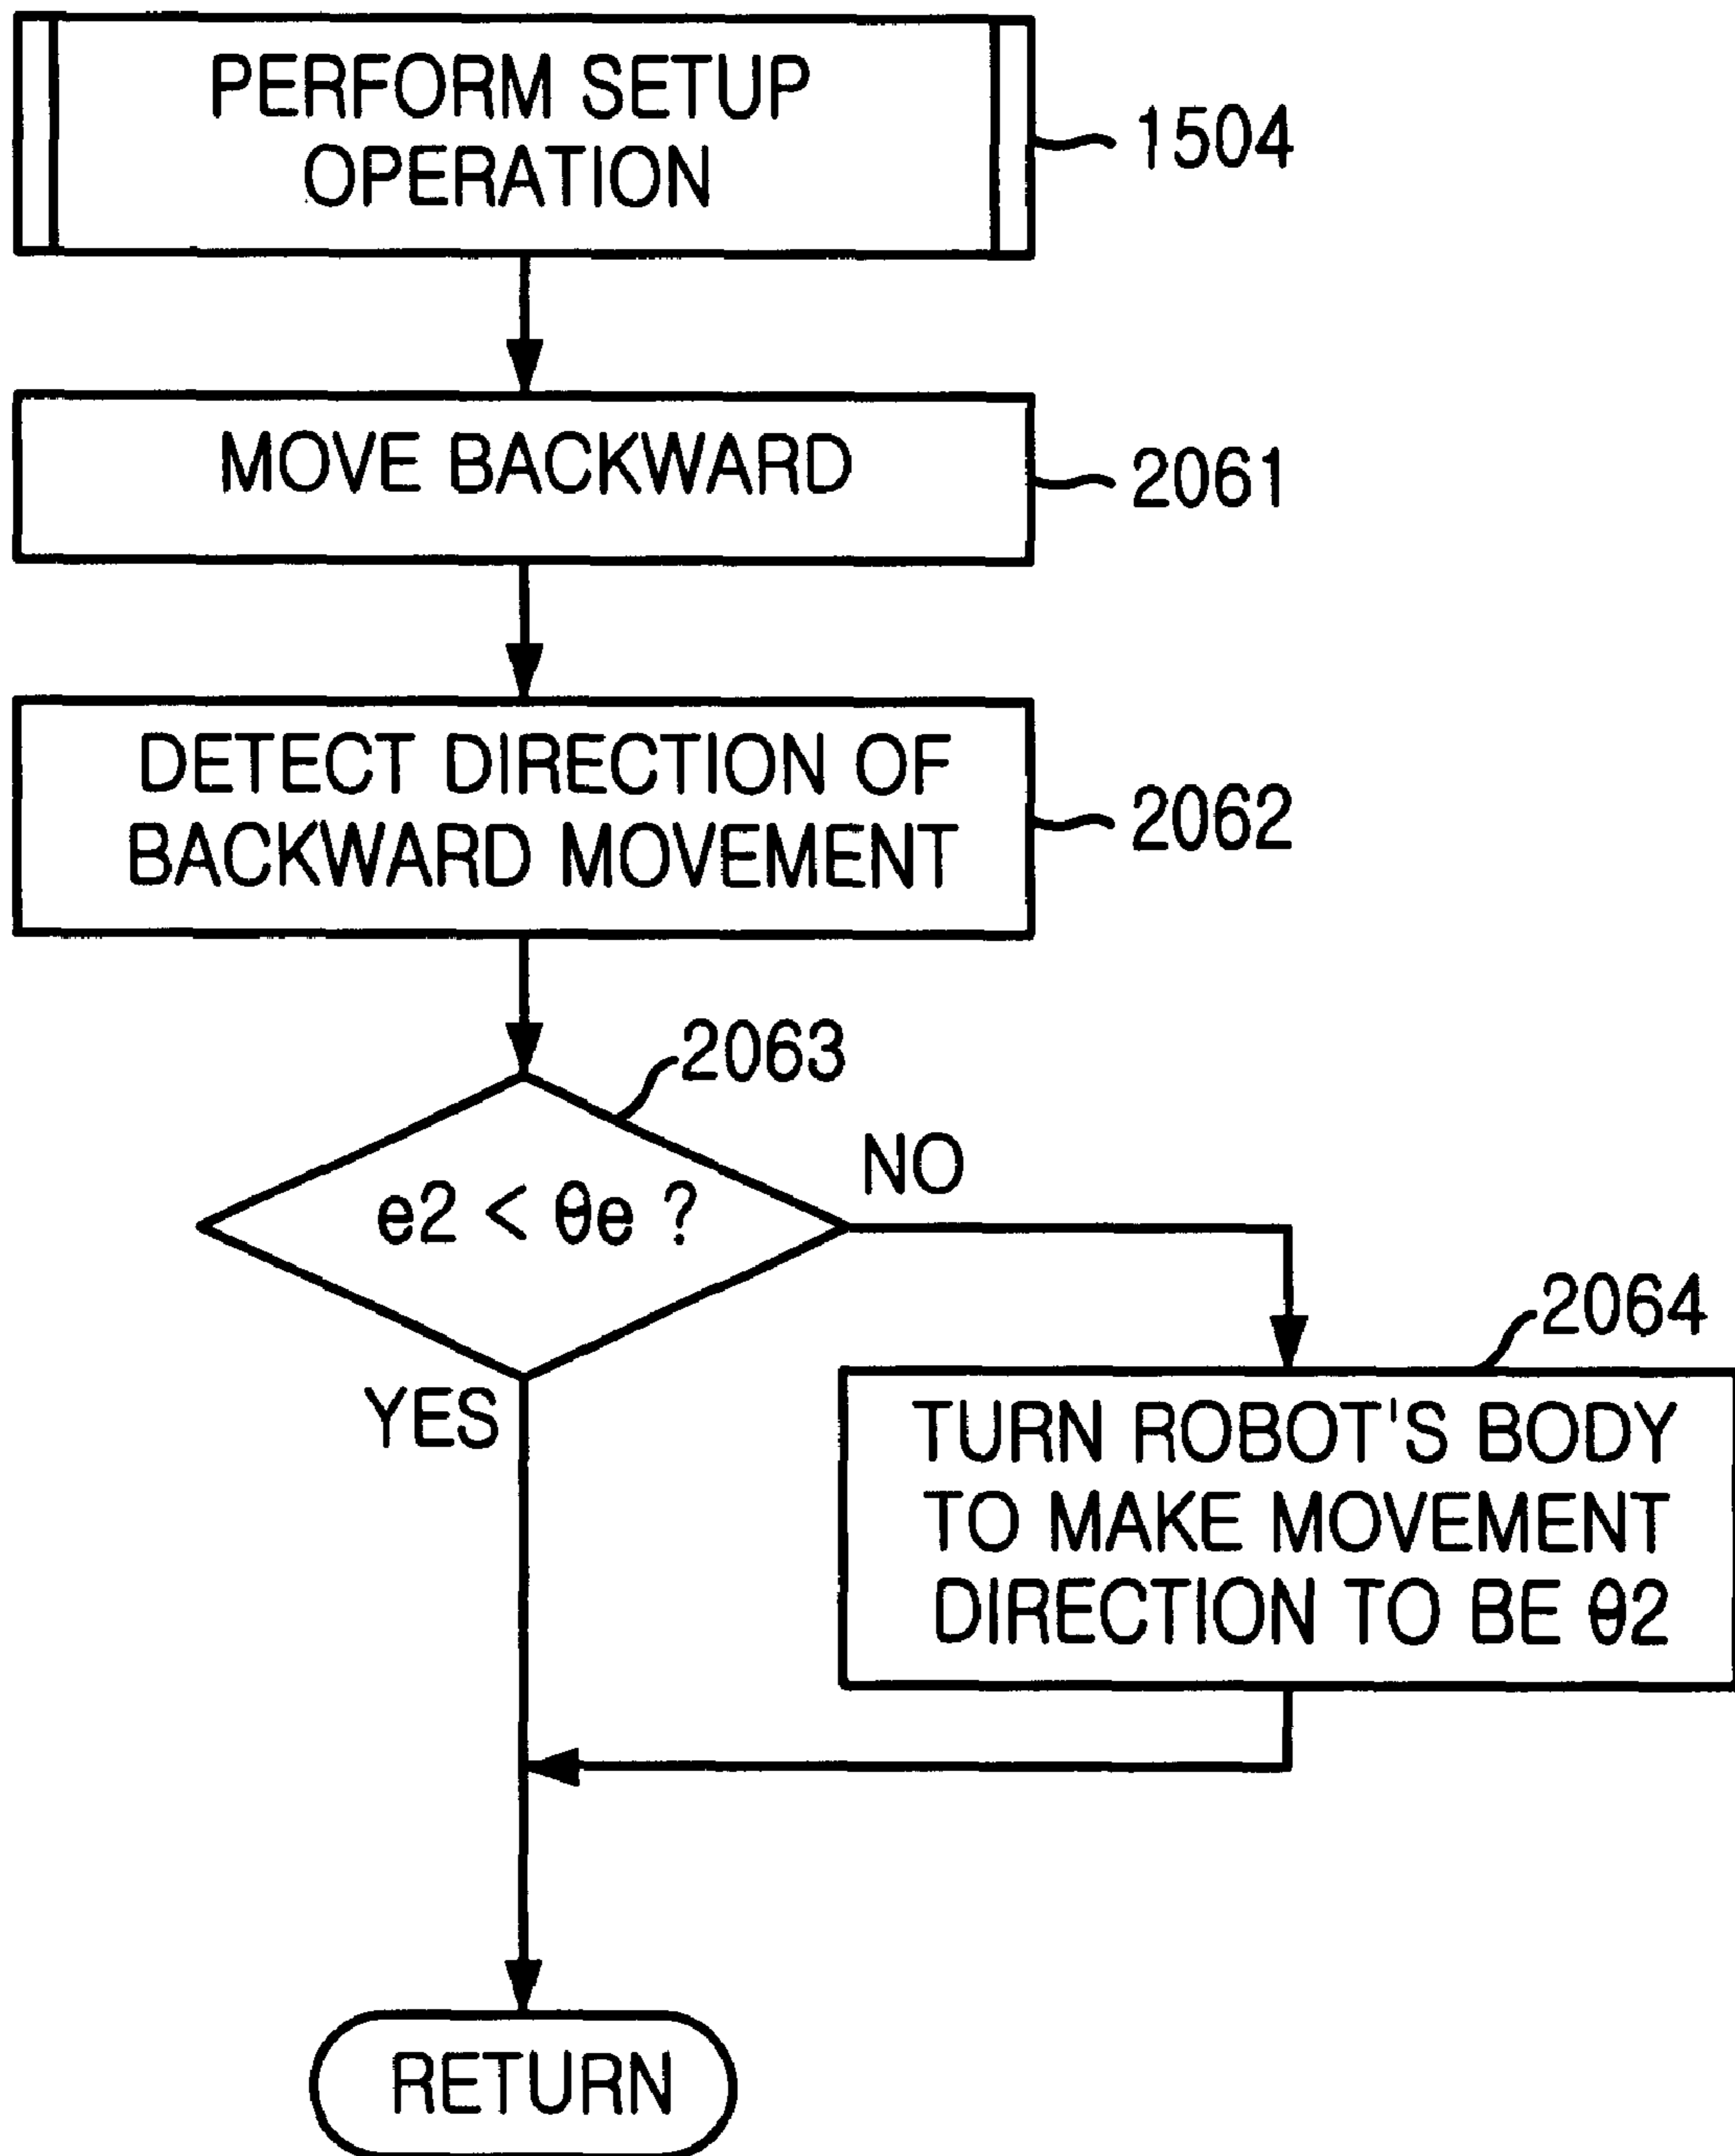 PERFORM SETUP
OPERATION
1504
MOVE BACKWARD
2061
DETECT DIRECTION OF
BACKWARD MOVEMENT
2062
2063
e2 < θe ?
NO
YES
2064
TURN ROBOT'S BODY
TO MAKE MOVEMENT
DIRECTION TO BE θ2
RETURN